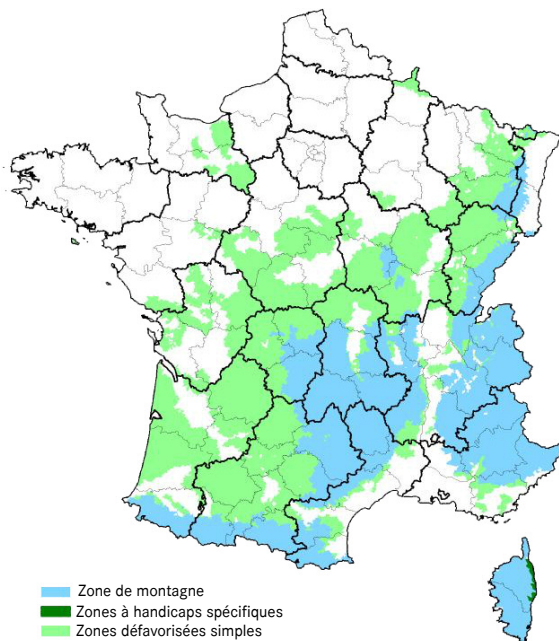 Zone de montagne
Zones à handicaps spécifiques
Zones défavorisées simples